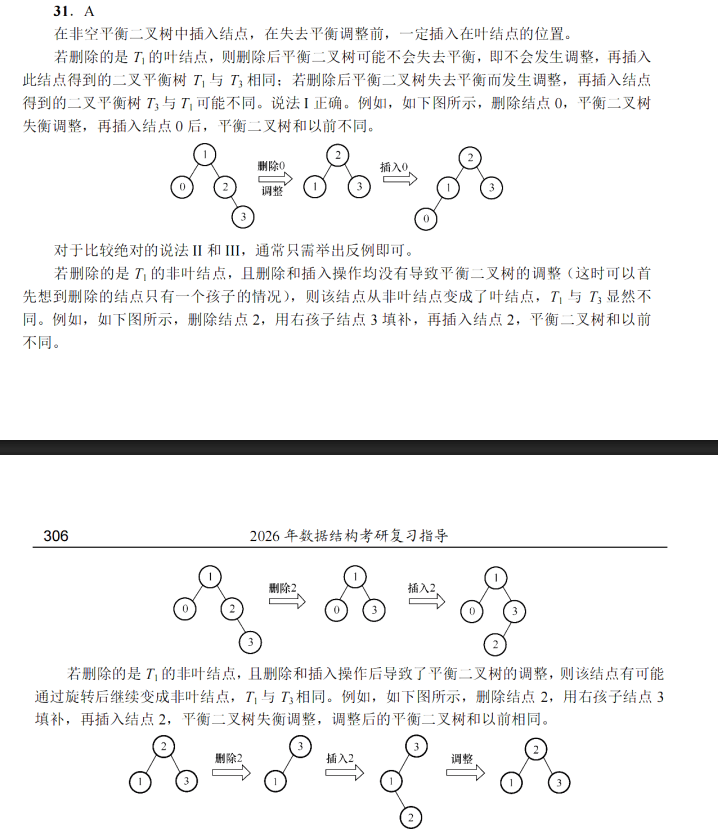 31．A
在非空平衡二叉树中插入结点，在失去平衡调整前，一定插入在叶结点的位置。
若删除的是 T₁ 的叶结点，则删除后平衡二叉树可能不会失去平衡，即不会发生调整，再插入
此结点得到的二叉平衡树 T₁ 与 T₃ 相同；若删除后平衡二叉树失去平衡而发生调整，再插入结点
得到的二叉平衡树 T₃ 与 T₁ 可能不同。说法 I 正确。例如，如下图所示，删除结点 0，平衡二叉树
失衡调整，再插入结点 0 后，平衡二叉树和以前不同。
1 删除0 2 插入0 2
0 2 调整 1 3 1 3
3 0
对于比较绝对的说法 II 和 III，通常只需举出反例即可。
若删除的是 T₁ 的非叶结点，且删除和插入操作均没有导致平衡二叉树的调整（这时可以首
先想到删除的结点只有一个孩子的情况），则该结点从非叶结点变成了叶结点，T₁ 与 T₃ 显然不
同。例如，如下图所示，删除结点 2，用右孩子结点 3 填补，再插入结点 2，平衡二叉树和以前
不同。
306 2026 年数据结构考研复习指导
1 删除2 1 插入2 1
0 2 0 3 0 3
3 2
若删除的是 T₁ 的非叶结点，且删除和插入操作后导致了平衡二叉树的调整，则该结点有可能
通过旋转后继续变成非叶结点，T₁ 与 T₃ 相同。例如，如下图所示，删除结点 2，用右孩子结点 3
填补，再插入结点 2，平衡二叉树失衡调整，调整后的平衡二叉树和以前相同。
2 删除2 3 插入2 3 调整 2
1 3 1 1 1 3
2